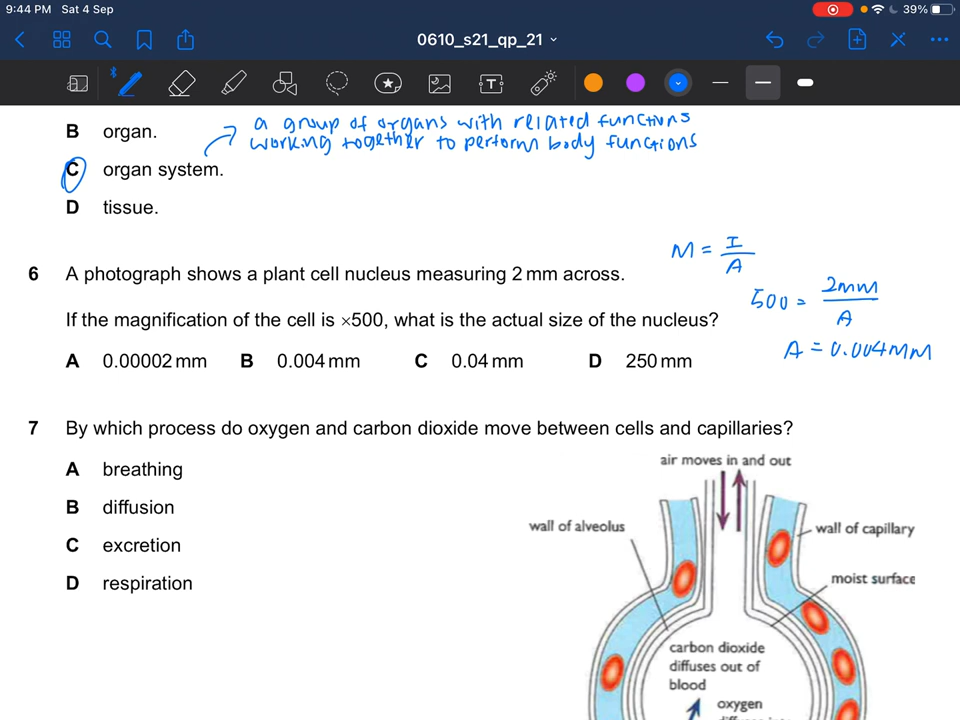 9:44 PM Sat 4 Sep
39%
0610_s21_qp_21
B organ.
a group of organs with related functions
working together to perform body functions
C organ system.
D tissue.
M = I/A
6 A photograph shows a plant cell nucleus measuring 2 mm across.
500 = 2mm/A
If the magnification of the cell is ×500, what is the actual size of the nucleus?
A = 0.004mm
A 0.00002 mm B 0.004 mm C 0.04 mm D 250 mm
7 By which process do oxygen and carbon dioxide move between cells and capillaries?
A breathing
B diffusion
C excretion
D respiration
air moves in and out
wall of alveolus
wall of capillary
moist surface
carbon dioxide
diffuses out of
blood
oxygen